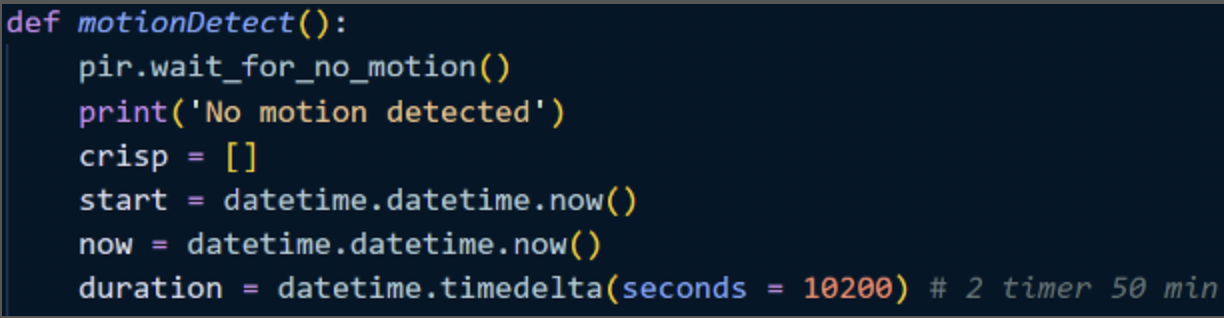 def motionDetect():
    pir.wait_for_no_motion()
    print('No motion detected')
    crisp = []
    start = datetime.datetime.now()
    now = datetime.datetime.now()
    duration = datetime.timedelta(seconds = 10200) # 2 timer 50 min